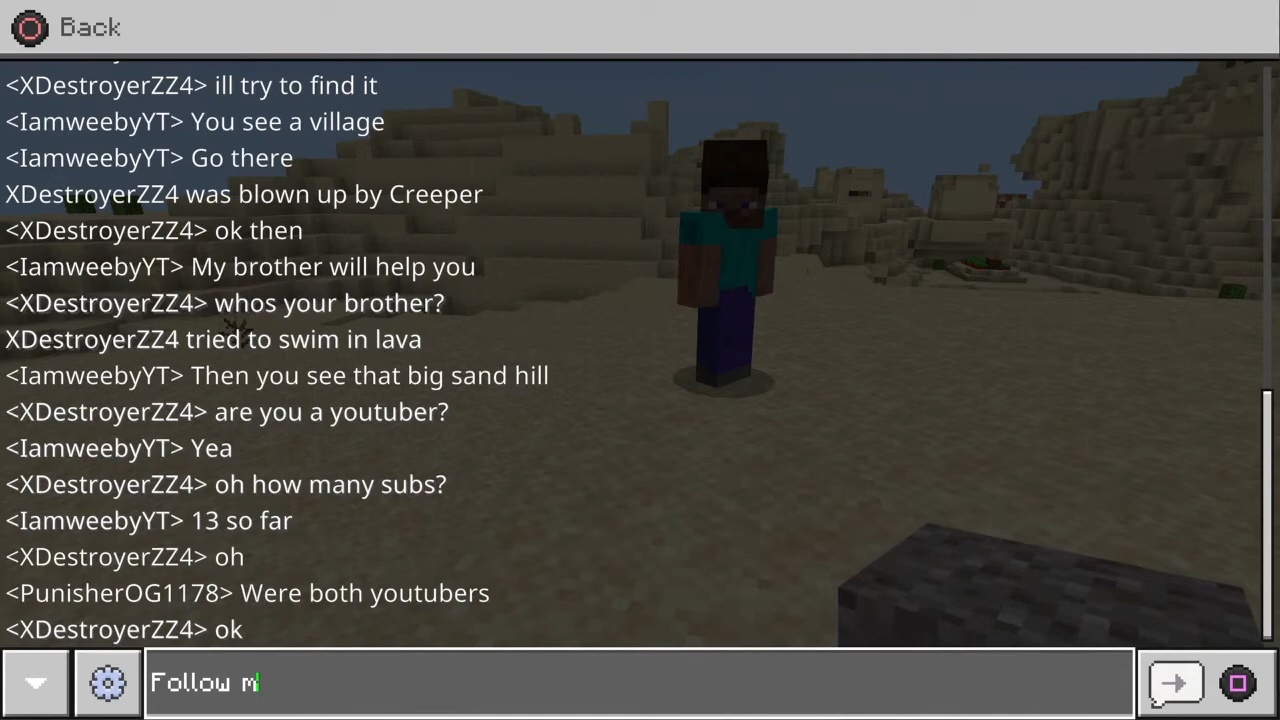 Back
<XDestroyerZZ4> ill try to find it
<IamweebyYT> You see a village
<IamweebyYT> Go there
XDestroyerZZ4 was blown up by Creeper
<XDestroyerZZ4> ok then
<IamweebyYT> My brother will help you
<XDestroyerZZ4> whos your brother?
XDestroyerZZ4 tried to swim in lava
<IamweebyYT> Then you see that big sand hill
<XDestroyerZZ4> are you a youtuber?
<IamweebyYT> Yea
<XDestroyerZZ4> oh how many subs?
<IamweebyYT> 13 so far
<XDestroyerZZ4> oh
<PunisherOG1178> Were both youtubers
<XDestroyerZZ4> ok
Follow m